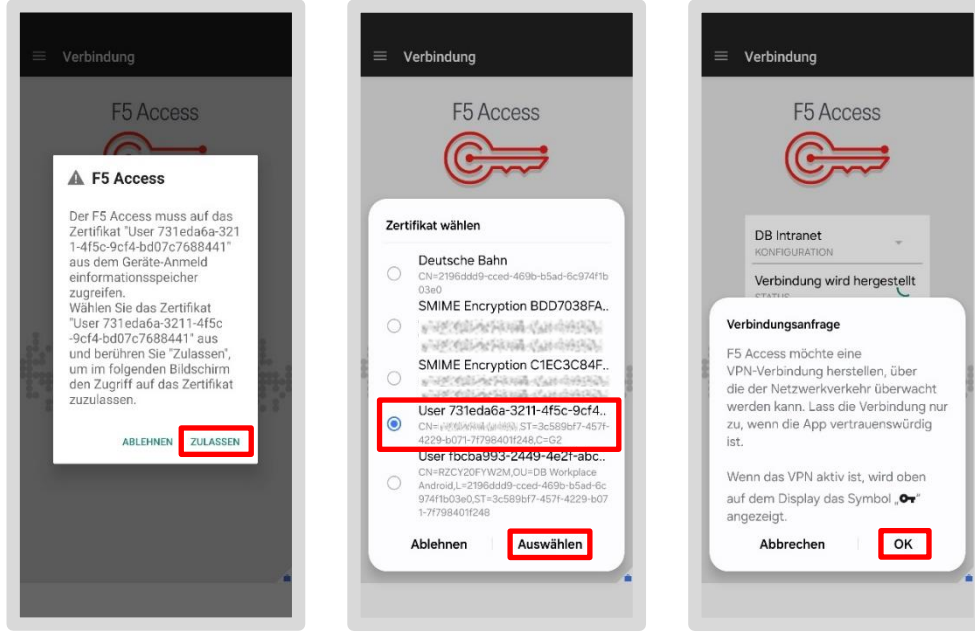 Verbindung
F5 Access
F5 Access
Der F5 Access muss auf das
Zertifikat "User 731eda6a-321
1-4f5c-9cf4-bd07c7688441"
aus dem Geräte-Anmeld
einformationsspeicher
zugreifen.
Wählen Sie das Zertifikat
"User 731eda6a-3211-4f5c
-9cf4-bd07c7688441" aus
und berühren Sie "Zulassen",
um im folgenden Bildschirm
den Zugriff auf das Zertifikat
zuzulassen.
ABLEHNEN ZULASSEN
Verbindung
F5 Access
Zertifikat wählen
Deutsche Bahn
CN=2196ddd9-cced-469b-b5ad-6c974f1b
03e0
SMIME Encryption BDD7038FA..
SMIME Encryption C1EC3C84F..
User 731eda6a-3211-4f5c-9cf4..
CN= ,ST=3c589bf7-457f-
4229-b071-7f798401f248,C=G2
User fbcba993-2449-4e2f-abc..
CN=RZCY20FYW2M,OU=DB Workplace
Android,L=2196ddd9-cced-469b-b5ad-6c
974f1b03e0,ST=3c589bf7-457f-4229-b07
1-7f798401f248
Ablehnen Auswählen
Verbindung
F5 Access
DB Intranet
KONFIGURATION
Verbindung wird hergestellt
STATUS
Verbindungsanfrage
F5 Access möchte eine
VPN-Verbindung herstellen, über
die der Netzwerkverkehr überwacht
werden kann. Lass die Verbindung nur
zu, wenn die App vertrauenswürdig
ist.
Wenn das VPN aktiv ist, wird oben
auf dem Display das Symbol „ “
angezeigt.
Abbrechen OK